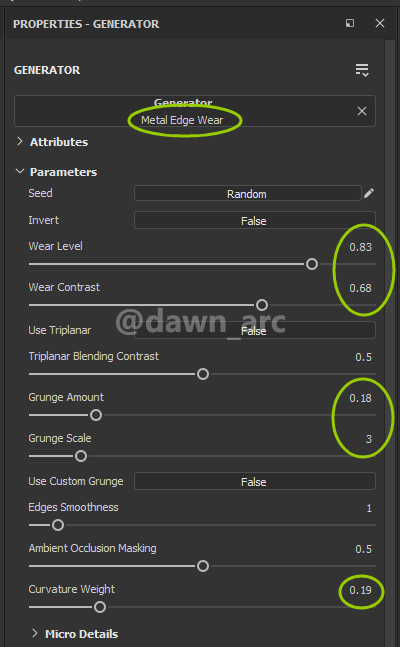 PROPERTIES - GENERATOR
GENERATOR
Generator
Metal Edge Wear
Attributes
Parameters
Seed Random
Invert False
Wear Level 0.83
Wear Contrast 0.68
@dawn_arc
Use Triplanar False
Triplanar Blending Contrast 0.5
Grunge Amount 0.18
Grunge Scale 3
Use Custom Grunge False
Edges Smoothness 1
Ambient Occlusion Masking 0.5
Curvature Weight 0.19
Micro Details